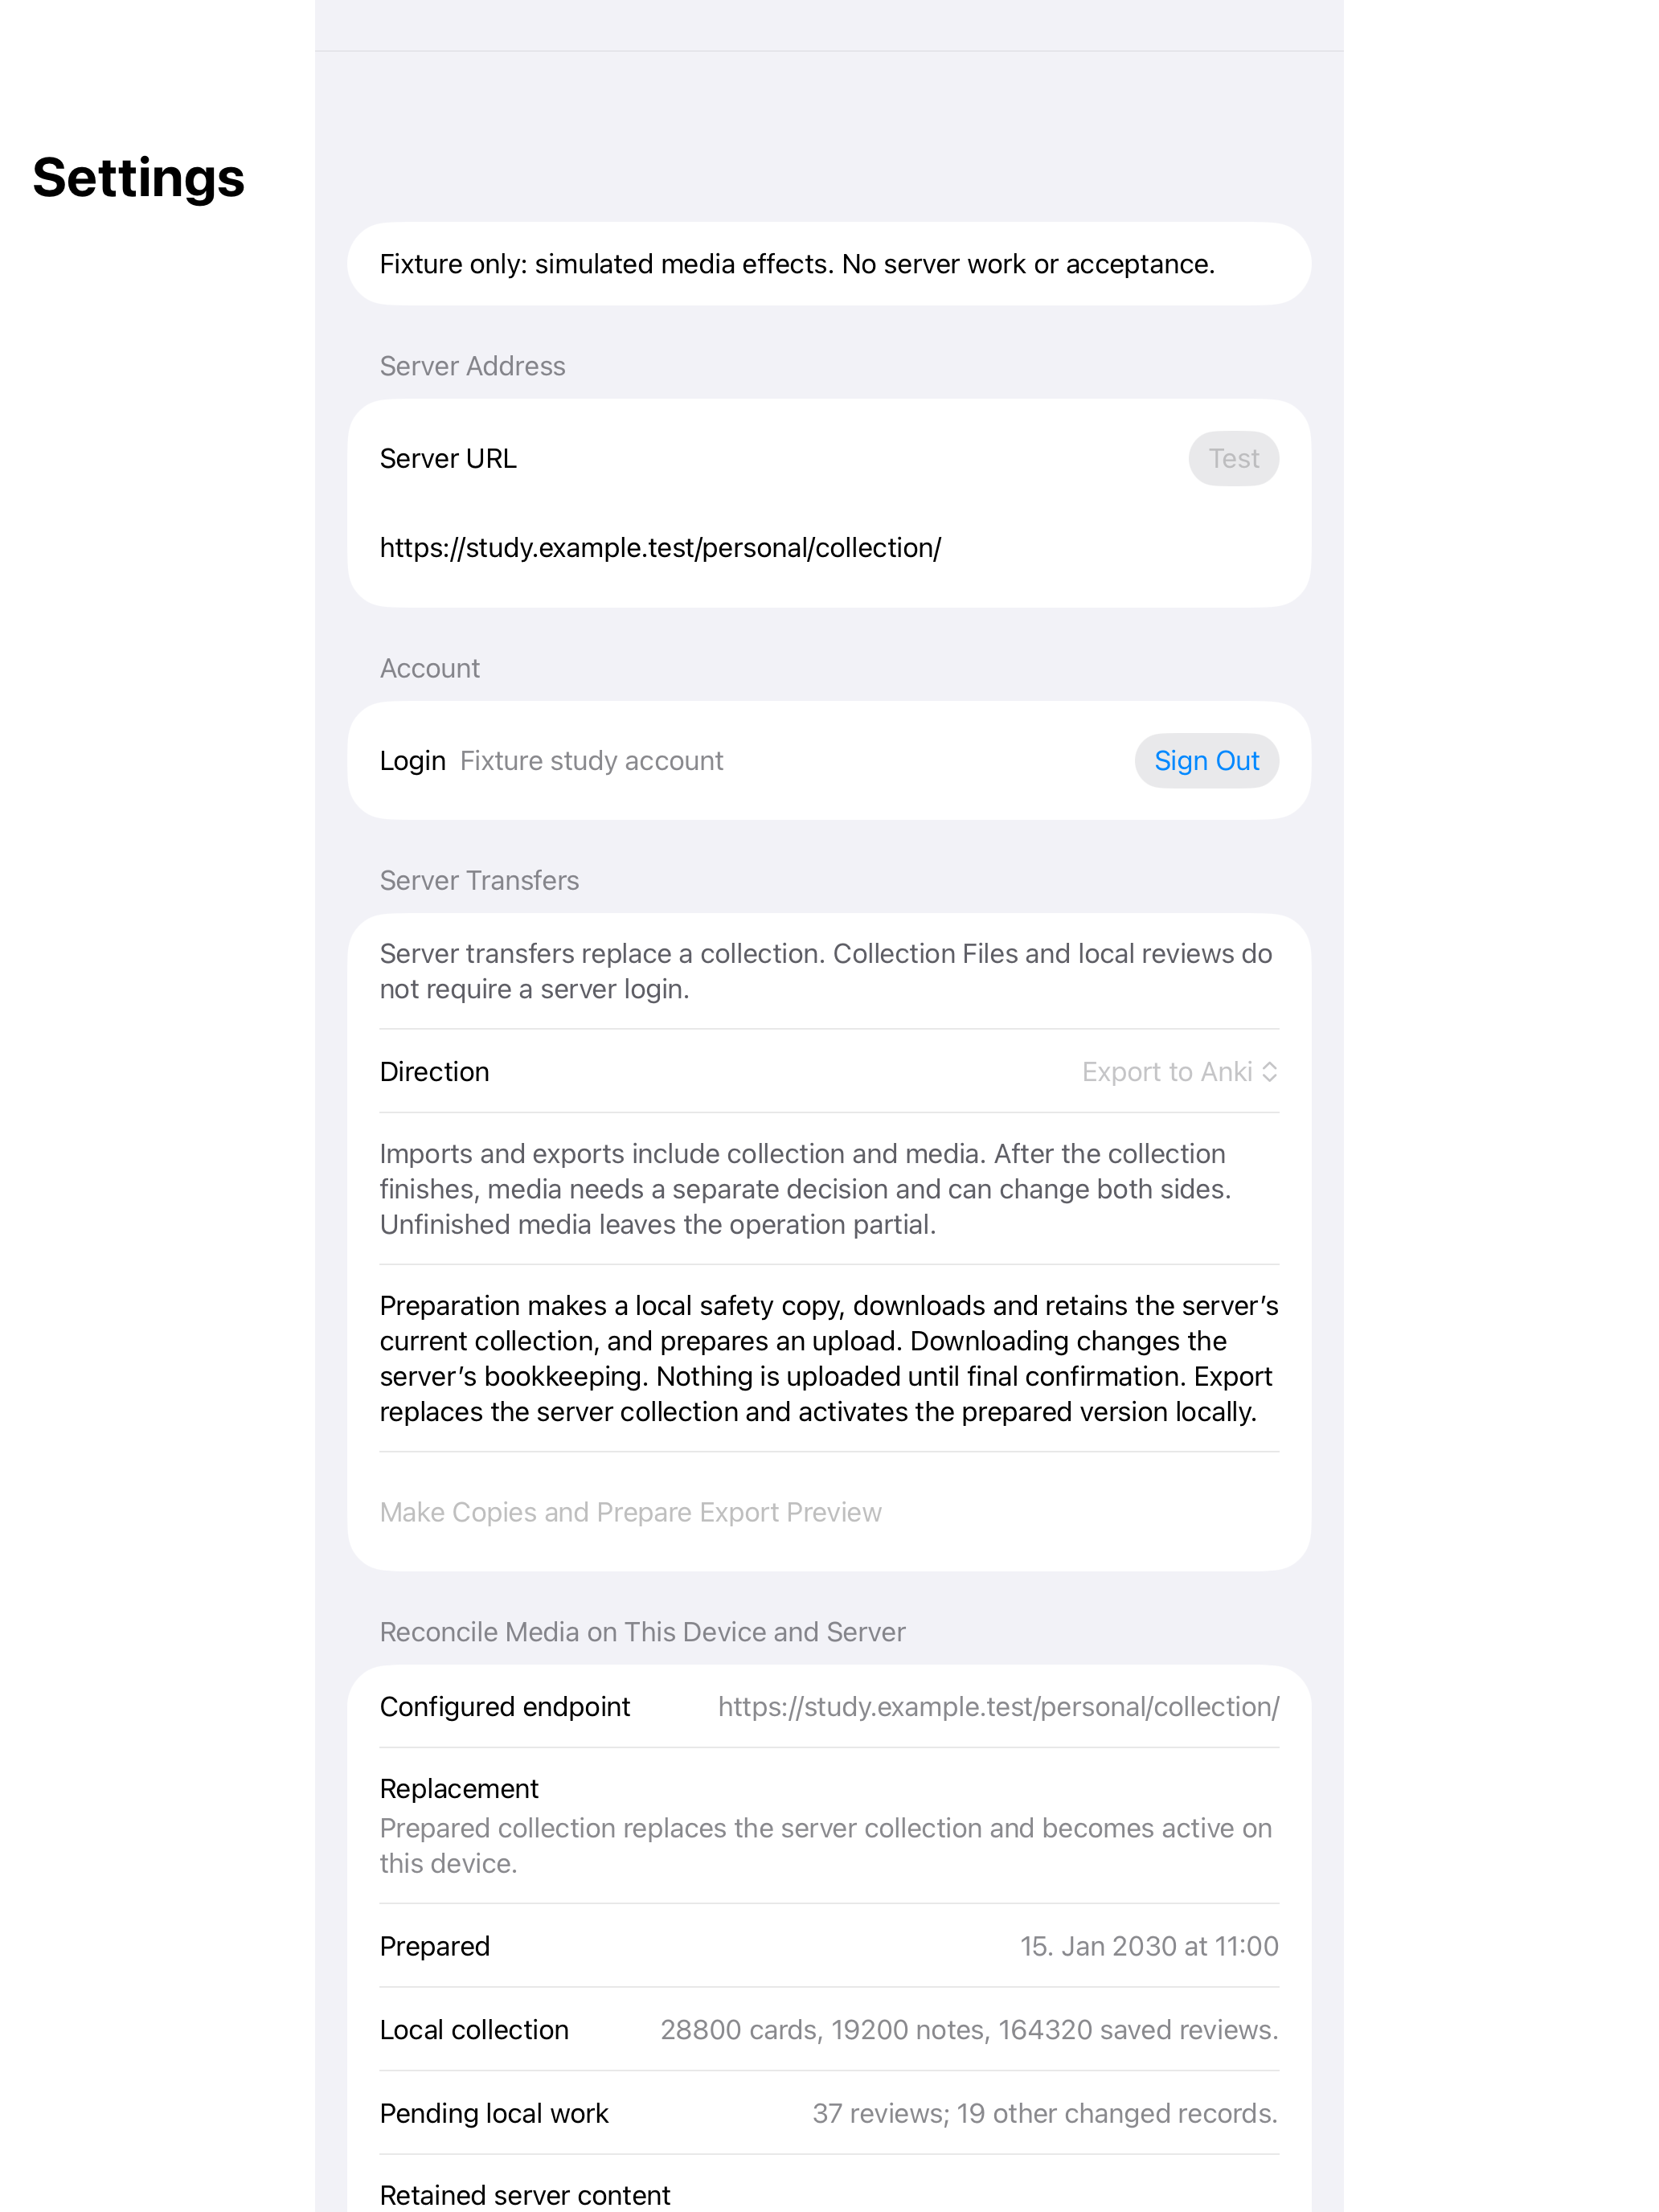 Settings
Fixture only: simulated media effects. No server work or acceptance.
Server Address
Server URL
Test
https://study.example.test/personal/collection/
Account
Login Fixture study account
Sign Out
Server Transfers
Server transfers replace a collection. Collection Files and local reviews do
not require a server login.
Direction
Export to Anki
Imports and exports include collection and media. After the collection
finishes, media needs a separate decision and can change both sides.
Unfinished media leaves the operation partial.
Preparation makes a local safety copy, downloads and retains the server’s
current collection, and prepares an upload. Downloading changes the
server’s bookkeeping. Nothing is uploaded until final confirmation. Export
replaces the server collection and activates the prepared version locally.
Make Copies and Prepare Export Preview
Reconcile Media on This Device and Server
Configured endpoint
https://study.example.test/personal/collection/
Replacement
Prepared collection replaces the server collection and becomes active on
this device.
Prepared
15. Jan 2030 at 11:00
Local collection
28800 cards, 19200 notes, 164320 saved reviews.
Pending local work
37 reviews; 19 other changed records.
Retained server content